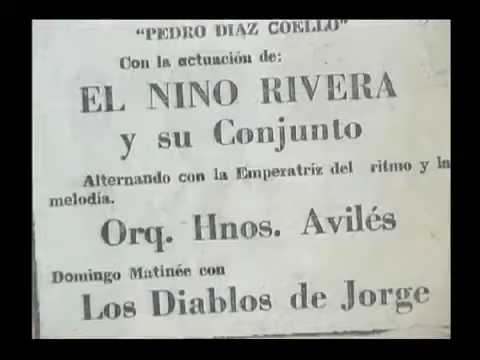 "PEDRO DIAZ COELLO"
Con la actuación de:
EL NINO RIVERA
y su Conjunto
Alternando con la Emperatriz del ritmo y la
melodía.
Orq. Hnos. Avilés
Domingo Matinée con
Los Diablos de Jorge